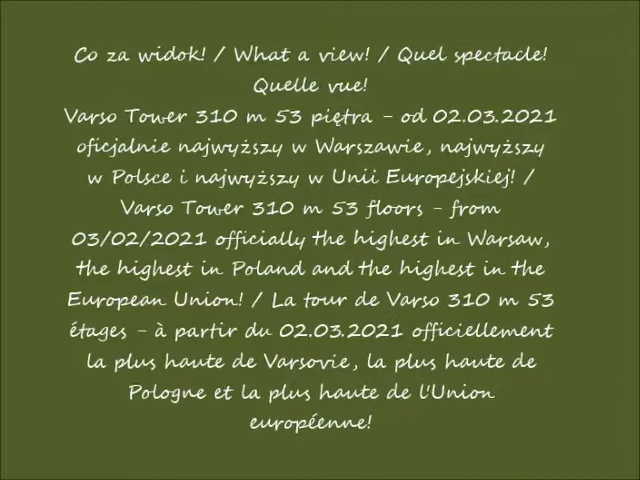 Co za widok! / What a view! / Quel spectacle!
Quelle vue!
Varso Tower 310 m 53 piętra - od 02.03.2021
oficjalnie najwyższy w Warszawie, najwyższy
w Polsce i najwyższy w Unii Europejskiej! /
Varso Tower 310 m 53 floors - from
03/02/2021 officially the highest in Warsaw,
the highest in Poland and the highest in the
European Union! / La tour de Varso 310 m 53
étages - à partir du 02.03.2021 officiellement
la plus haute de Varsovie, la plus haute de
Pologne et la plus haute de l'Union
européenne!